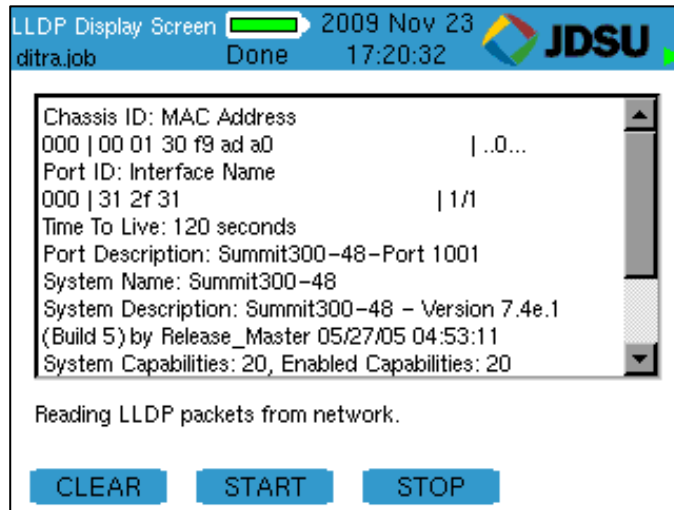 LLDP Display Screen 2009 Nov 23 JDSU
ditra.job Done 17:20:32
Chassis ID: MAC Address
000 | 00 01 30 f9 ad a0 | ..0...
Port ID: Interface Name
000 | 31 2f 31 | 1/1
Time To Live: 120 seconds
Port Description: Summit300-48-Port 1001
System Name: Summit300-48
System Description: Summit300-48 - Version 7.4e.1
(Build 5) by Release_Master 05/27/05 04:53:11
System Capabilities: 20, Enabled Capabilities: 20
Reading LLDP packets from network.
CLEAR START STOP